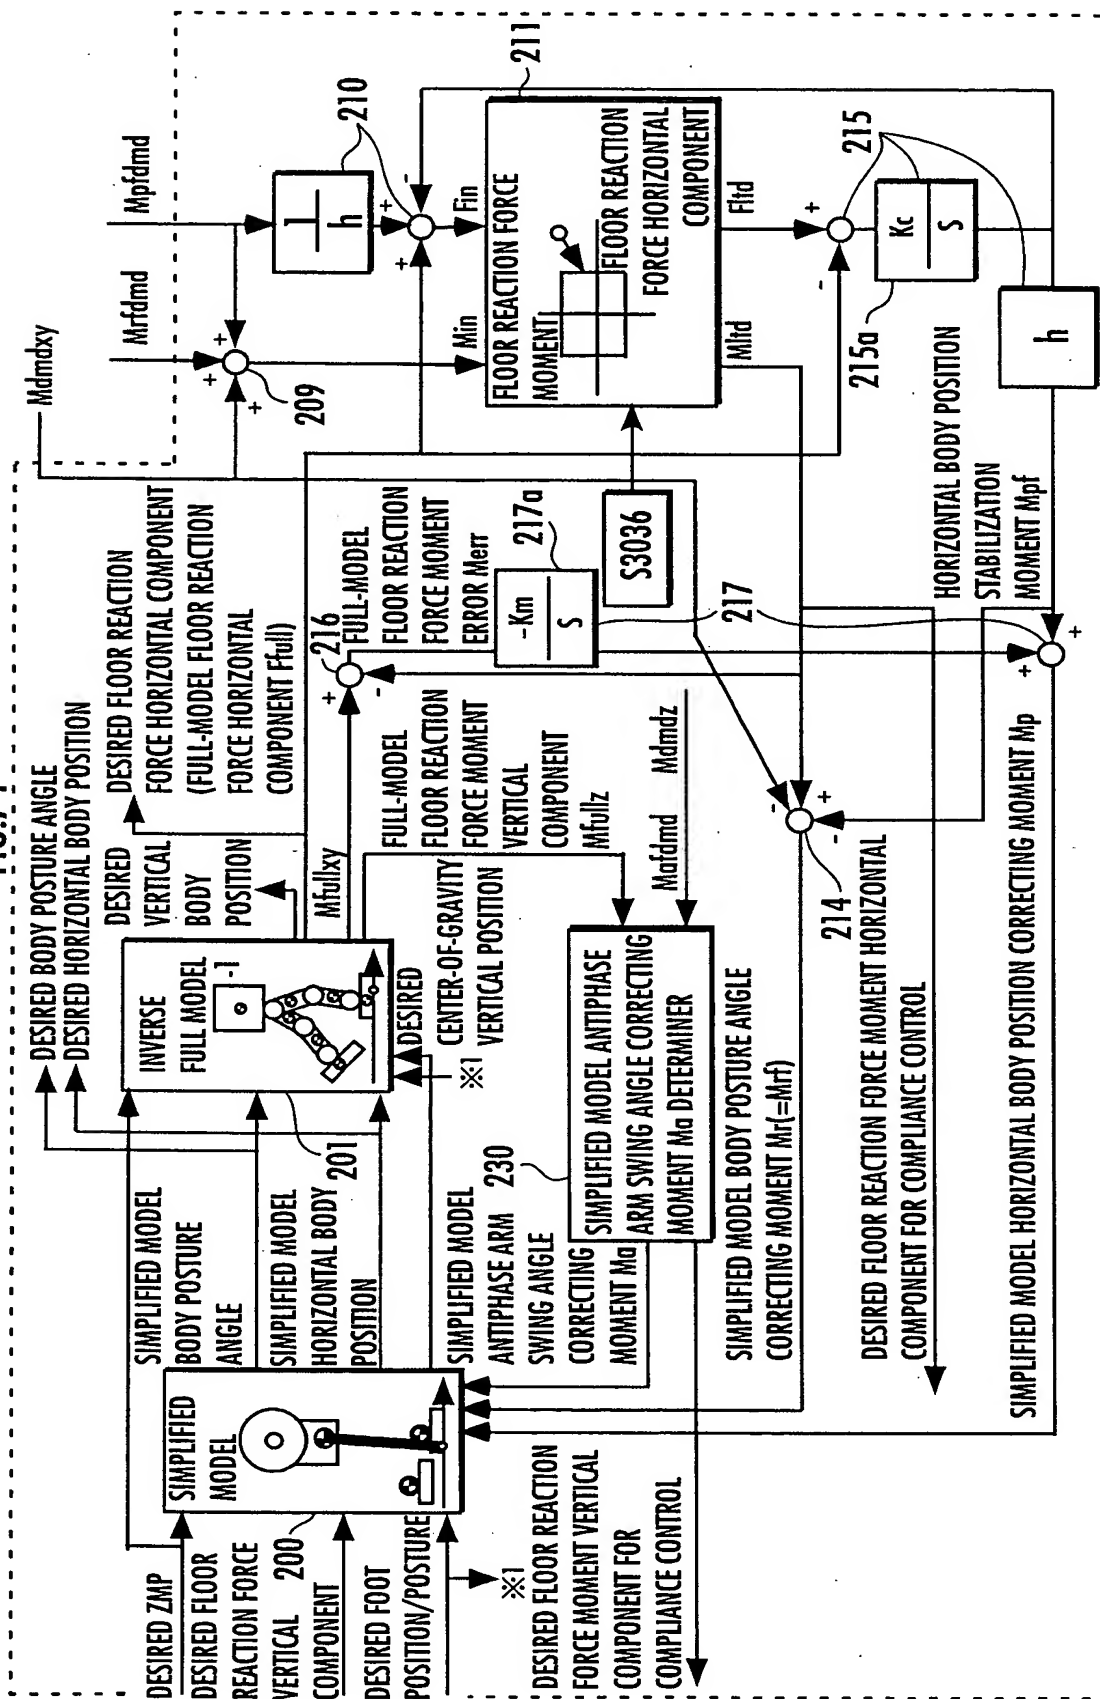 FIG.71
DESIRED ZMP
DESIRED FLOOR
REACTION FORCE
VERTICAL
COMPONENT
DESIRED FOOT
POSITION/POSTURE
200
※1
SIMPLIFIED
MODEL
SIMPLIFIED MODEL
BODY POSTURE
ANGLE
SIMPLIFIED MODEL
HORIZONTAL BODY
POSITION
201
INVERSE
FULL MODEL
-1
DESIRED BODY POSTURE ANGLE
DESIRED HORIZONTAL BODY POSITION
DESIRED
VERTICAL
BODY
POSITION
DESIRED FLOOR REACTION
FORCE HORIZONTAL COMPONENT
(FULL-MODEL FLOOR REACTION
FORCE HORIZONTAL
COMPONENT Ffull)
※1
DESIRED
CENTER-OF-GRAVITY
VERTICAL POSITION
Mfullxy
216
+
-
FULL-MODEL
FLOOR REACTION
FORCE MOMENT
ERROR Merr
217a
-Km
S
FULL-MODEL
FLOOR REACTION
FORCE MOMENT
VERTICAL
COMPONENT
Mfullz
Mafdmd
Mdmdz
SIMPLIFIED MODEL
ANTIPHASE ARM
SWING ANGLE
CORRECTING
MOMENT Ma
230
SIMPLIFIED MODEL ANTIPHASE
ARM SWING ANGLE CORRECTING
MOMENT Ma DETERMINER
DESIRED FLOOR REACTION
FORCE MOMENT VERTICAL
COMPONENT FOR
COMPLIANCE CONTROL
SIMPLIFIED MODEL BODY POSTURE ANGLE
CORRECTING MOMENT Mr(=Mrf)
214
-
+
-
DESIRED FLOOR REACTION FORCE MOMENT HORIZONTAL
COMPONENT FOR COMPLIANCE CONTROL
SIMPLIFIED MODEL HORIZONTAL BODY POSITION CORRECTING MOMENT Mp
217
+
+
Mdmdxy
Mrfdmd
Mpfdmd
+
+
+
209
1
h
210
+
+
-
Min
Fin
211
FLOOR REACTION FORCE
MOMENT
FLOOR REACTION
FORCE HORIZONTAL
FLOOR REACTION
COMPONENT
S3036
Mltd
Fltd
+
-
215
215a
Kc
S
h
HORIZONTAL BODY POSITION
STABILIZATION
MOMENT Mpf